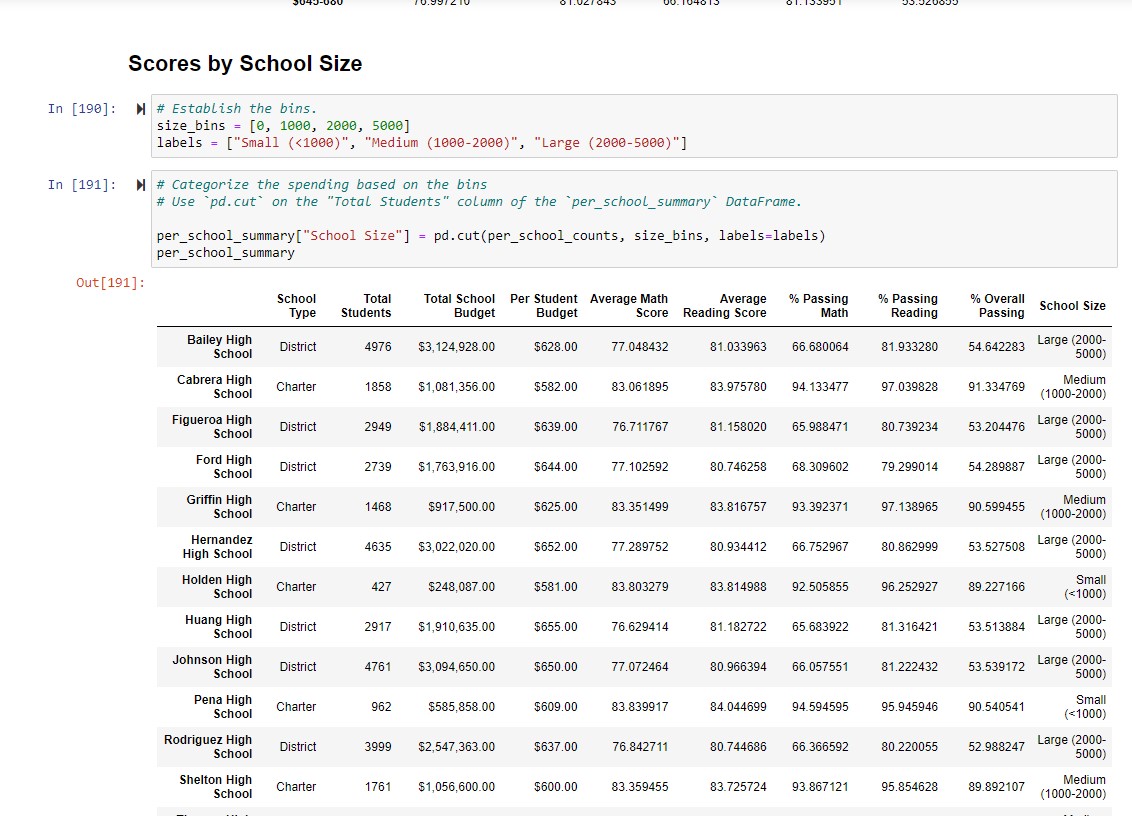 $645-680 76.997210 81.027843 66.164813 81.133951 53.526855
Scores by School Size
In [190]: # Establish the bins.
size_bins = [0, 1000, 2000, 5000]
labels = ["Small (<1000)", "Medium (1000-2000)", "Large (2000-5000)"]
In [191]: # Categorize the spending based on the bins
# Use `pd.cut` on the "Total Students" column of the `per_school_summary` DataFrame.
per_school_summary["School Size"] = pd.cut(per_school_counts, size_bins, labels=labels)
per_school_summary
Out[191]:
School Total Total School Per Student Average Math Average % Passing % Passing % Overall School Size
Type Students Budget Budget Score Reading Score Math Reading Passing
Bailey High District 4976 $3,124,928.00 $628.00 77.048432 81.033963 66.680064 81.933280 54.642283 Large (2000-
School 5000)
Cabrera High Charter 1858 $1,081,356.00 $582.00 83.061895 83.975780 94.133477 97.039828 91.334769 Medium
School (1000-2000)
Figueroa High District 2949 $1,884,411.00 $639.00 76.711767 81.158020 65.988471 80.739234 53.204476 Large (2000-
School 5000)
Ford High District 2739 $1,763,916.00 $644.00 77.102592 80.746258 68.309602 79.299014 54.289887 Large (2000-
School 5000)
Griffin High Charter 1468 $917,500.00 $625.00 83.351499 83.816757 93.392371 97.138965 90.599455 Medium
School (1000-2000)
Hernandez District 4635 $3,022,020.00 $652.00 77.289752 80.934412 66.752967 80.862999 53.527508 Large (2000-
High School 5000)
Holden High Charter 427 $248,087.00 $581.00 83.803279 83.814988 92.505855 96.252927 89.227166 Small
School (<1000)
Huang High District 2917 $1,910,635.00 $655.00 76.629414 81.182722 65.683922 81.316421 53.513884 Large (2000-
School 5000)
Johnson High District 4761 $3,094,650.00 $650.00 77.072464 80.966394 66.057551 81.222432 53.539172 Large (2000-
School 5000)
Pena High Charter 962 $585,858.00 $609.00 83.839917 84.044699 94.594595 95.945946 90.540541 Small
School (<1000)
Rodriguez High District 3999 $2,547,363.00 $637.00 76.842711 80.744686 66.366592 80.220055 52.988247 Large (2000-
School 5000)
Shelton High Charter 1761 $1,056,600.00 $600.00 83.359455 83.725724 93.867121 95.854628 89.892107 Medium
School (1000-2000)